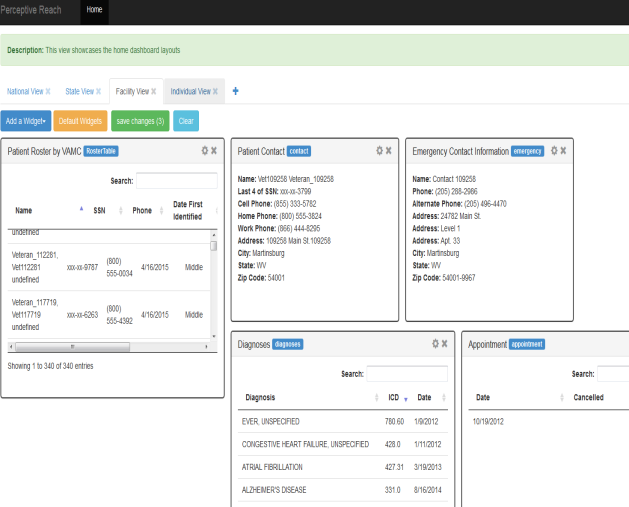 Perceptive Reach Home
Description: This view showcases the home dashboard layouts
National View State View Facility View Individual View +
Add a Widget Default Widgets save changes (3) Clear
Patient Roster by VAMC RosterTable
Search:
Name SSN Phone Date First Identified
undefined
Veteran_112281, Vet112281 undefined xxx-xx-9787 (800) 555-0034 4/16/2015 Middle
Veteran_117719, Vet117719 undefined xxx-xx-6263 (800) 555-4392 4/16/2015 Middle
Showing 1 to 340 of 340 entries
Patient Contact contact
Name: Vet109258 Veteran_109258
Last 4 of SSN: xxx-xx-3799
Cell Phone: (855) 333-5782
Home Phone: (800) 555-3824
Work Phone: (866) 444-8295
Address: 109258 Main St.109258
City: Martinsburg
State: WV
Zip Code: 54001
Emergency Contact Information emergency
Name: Contact 109258
Phone: (205) 288-2986
Alternate Phone: (205) 496-4470
Address: 24782 Main St.
Address: Level 1
Address: Apt. 33
City: Martinsburg
State: WV
Zip Code: 54001-9967
Diagnoses diagnoses
Search:
Diagnosis ICD Date
EVER, UNSPECIFIED 780.60 1/9/2012
CONGESTIVE HEART FAILURE, UNSPECIFIED 428.0 1/11/2012
ATRIAL FIBRILLATION 427.31 3/19/2013
ALZHEIMER'S DISEASE 331.0 8/16/2014
Appointment appointment
Search:
Date Cancelled
10/19/2012